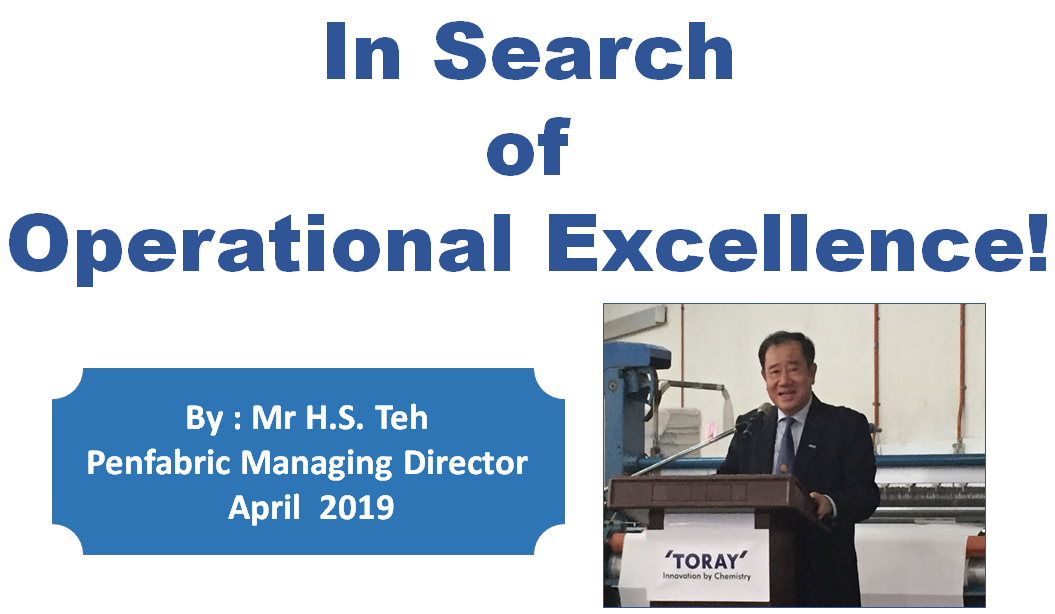 In Search
of
Operational Excellence!
By : Mr H.S. Teh
Penfabric Managing Director
April  2019
'TORAY'
Innovation by Chemistry